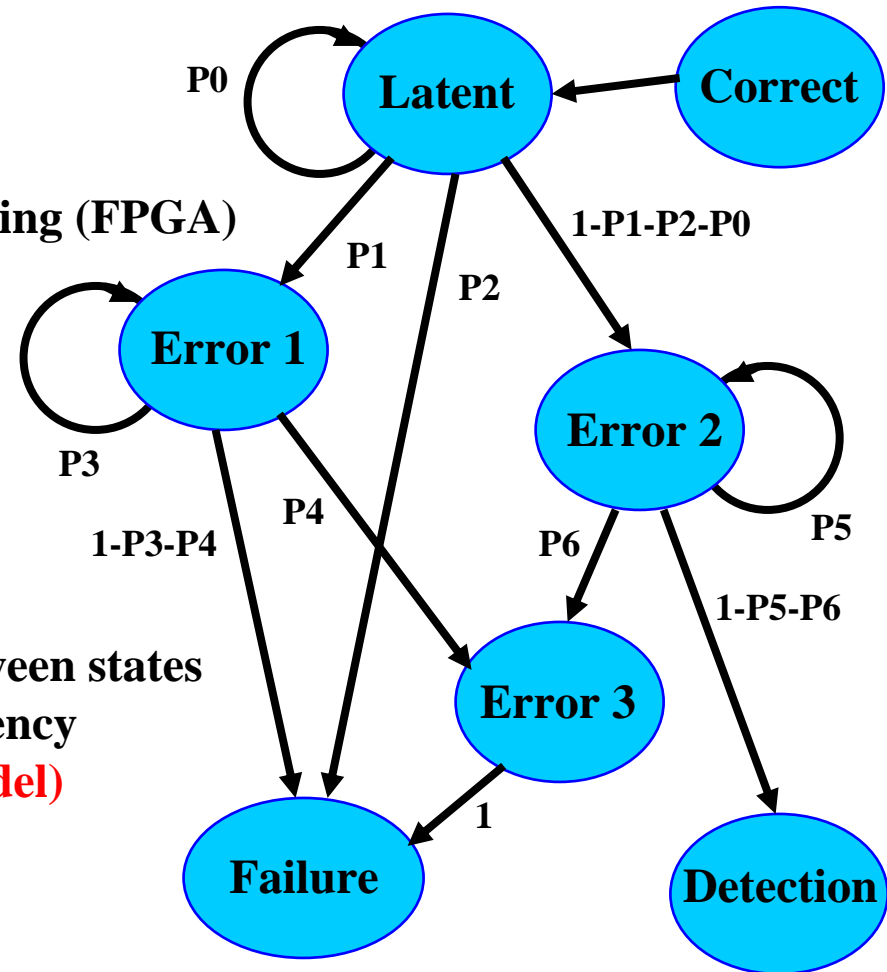 P0
Latent
Correct
ing (FPGA)
1-P1-P2-P0
P1
P2
Error 1
Error 2
P3
P4
1-P3-P4
P6
P5
1-P5-P6
veen states
Error 3
ency
del)
1
Failure
Detection